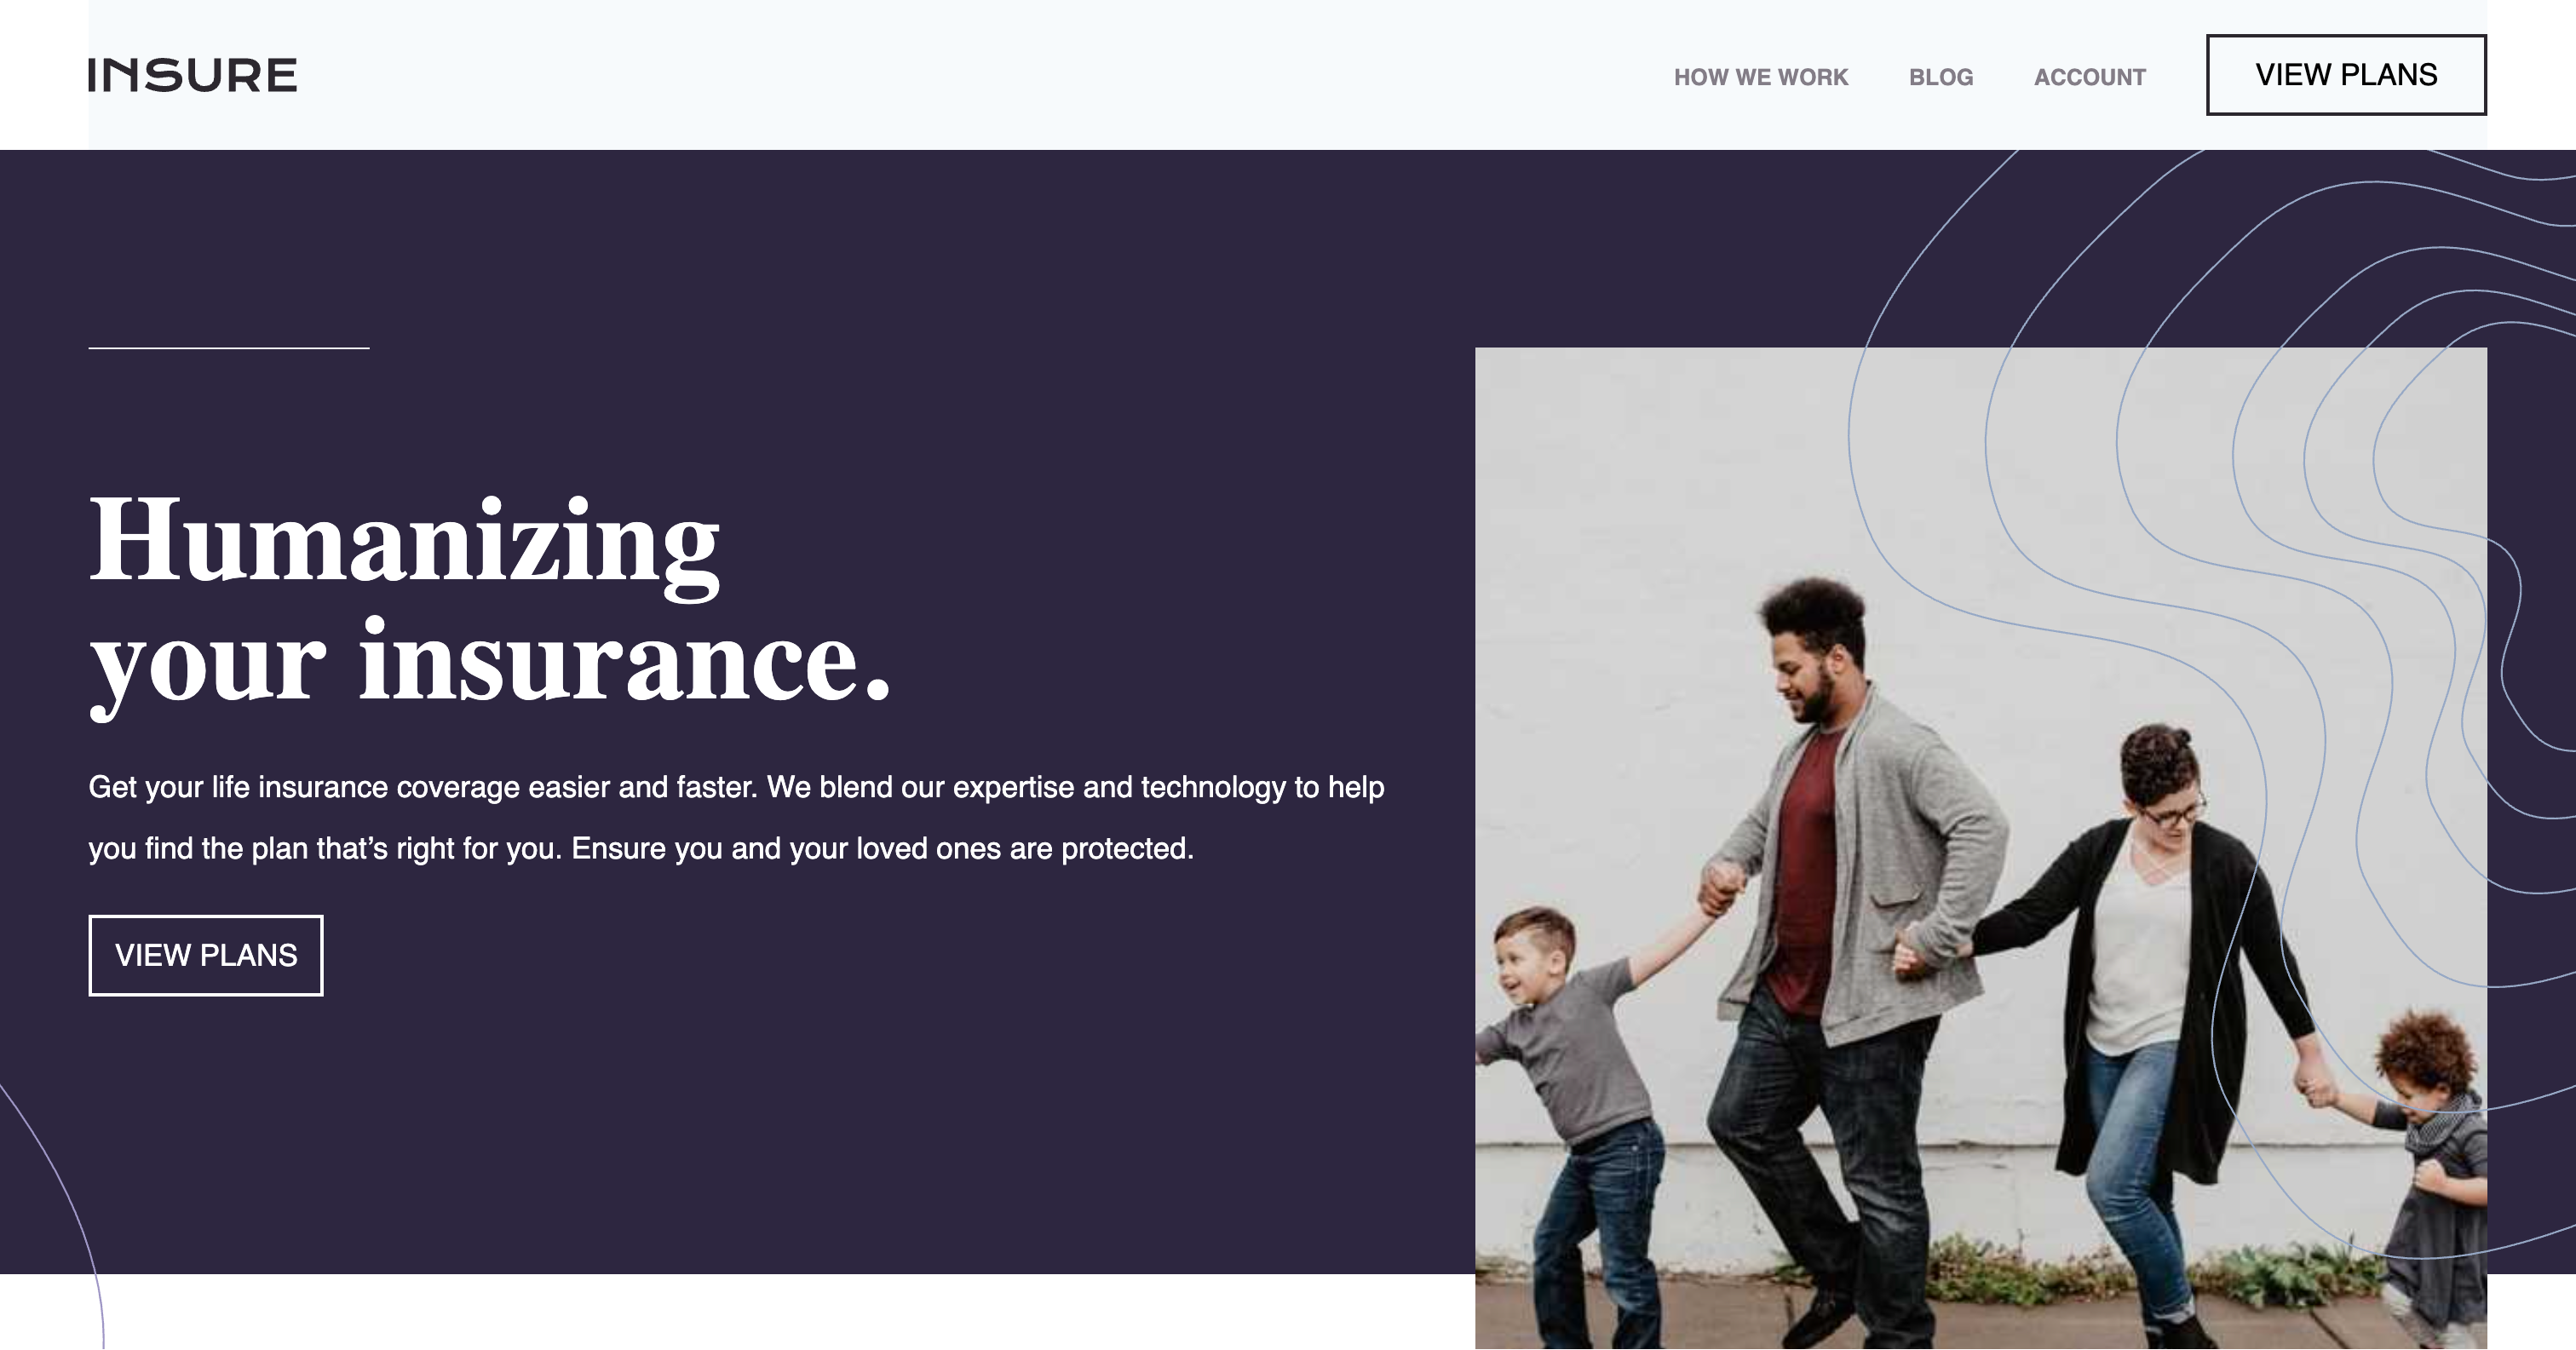 INSURE
HOW WE WORK
BLOG
ACCOUNT
VIEW PLANS
Humanizing
your insurance.
Get your life insurance coverage easier and faster. We blend our expertise and technology to help
you find the plan that’s right for you. Ensure you and your loved ones are protected.
VIEW PLANS